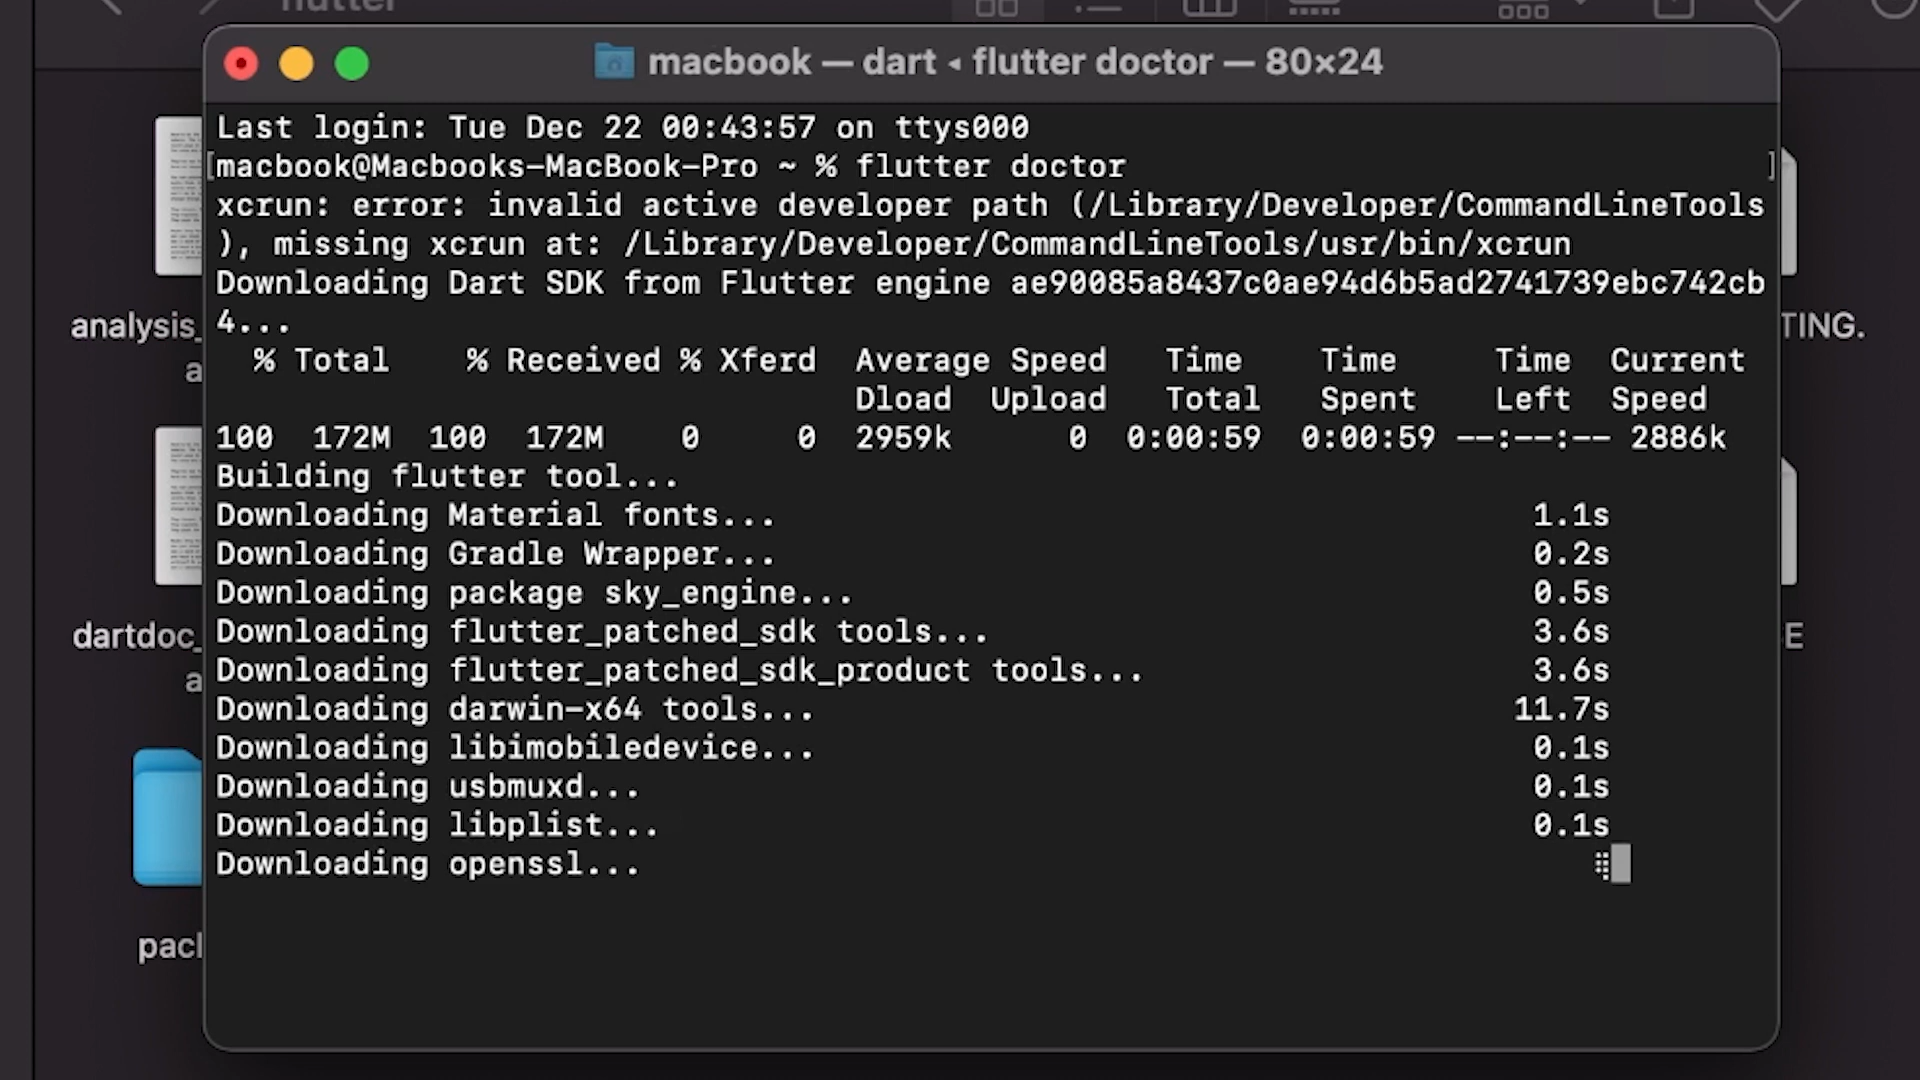 flutter
macbook — dart ◂ flutter doctor — 80×24
Last login: Tue Dec 22 00:43:57 on ttys000
[macbook@Macbooks-MacBook-Pro ~ % flutter doctor ]
xcrun: error: invalid active developer path (/Library/Developer/CommandLineTools
), missing xcrun at: /Library/Developer/CommandLineTools/usr/bin/xcrun
Downloading Dart SDK from Flutter engine ae90085a8437c0ae94d6b5ad2741739ebc742cb
4...
% Total % Received % Xferd Average Speed Time Time Time Current
Dload Upload Total Spent Left Speed
100 172M 100 172M 0 0 2959k 0 0:00:59 0:00:59 --:--:-- 2886k
Building flutter tool...
Downloading Material fonts... 1.1s
Downloading Gradle Wrapper... 0.2s
Downloading package sky_engine... 0.5s
Downloading flutter_patched_sdk tools... 3.6s
Downloading flutter_patched_sdk_product tools... 3.6s
Downloading darwin-x64 tools... 11.7s
Downloading libimobiledevice... 0.1s
Downloading usbmuxd... 0.1s
Downloading libplist... 0.1s
Downloading openssl...
analysis_
a
TING.
dartdoc_
a
E
pac